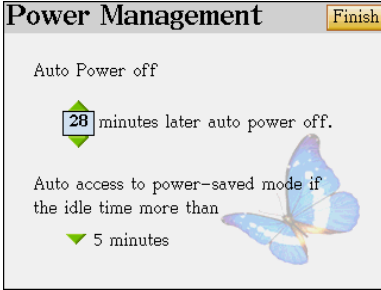 Power Management
Finish
Auto Power off
28 minutes later auto power off.
Auto access to power-saved mode if
the idle time more than
5 minutes